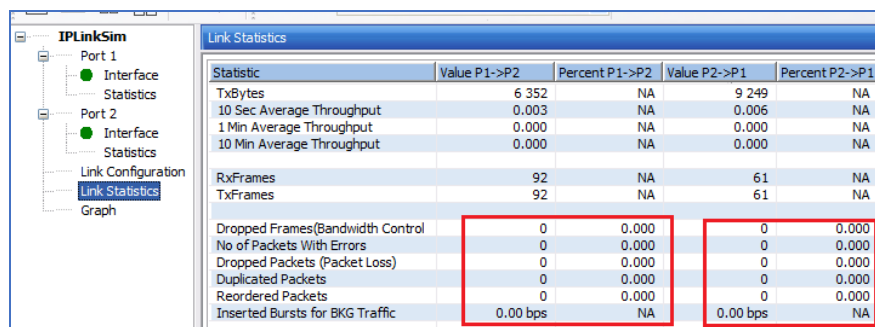 IPLinkSim
Port 1
Interface
Statistics
Port 2
Interface
Statistics
Link Configuration
Link Statistics
Graph
Link Statistics
Statistic Value P1->P2 Percent P1->P2 Value P2->P1 Percent P2->P1
TxBytes 6 352 NA 9 249 NA
10 Sec Average Throughput 0.003 NA 0.006 NA
1 Min Average Throughput 0.000 NA 0.000 NA
10 Min Average Throughput 0.000 NA 0.000 NA
RxFrames 92 NA 61 NA
TxFrames 92 NA 61 NA
Dropped Frames(Bandwidth Control 0 0.000 0 0.000
No of Packets With Errors 0 0.000 0 0.000
Dropped Packets (Packet Loss) 0 0.000 0 0.000
Duplicated Packets 0 0.000 0 0.000
Reordered Packets 0 0.000 0 0.000
Inserted Bursts for BKG Traffic 0.00 bps NA 0.00 bps NA